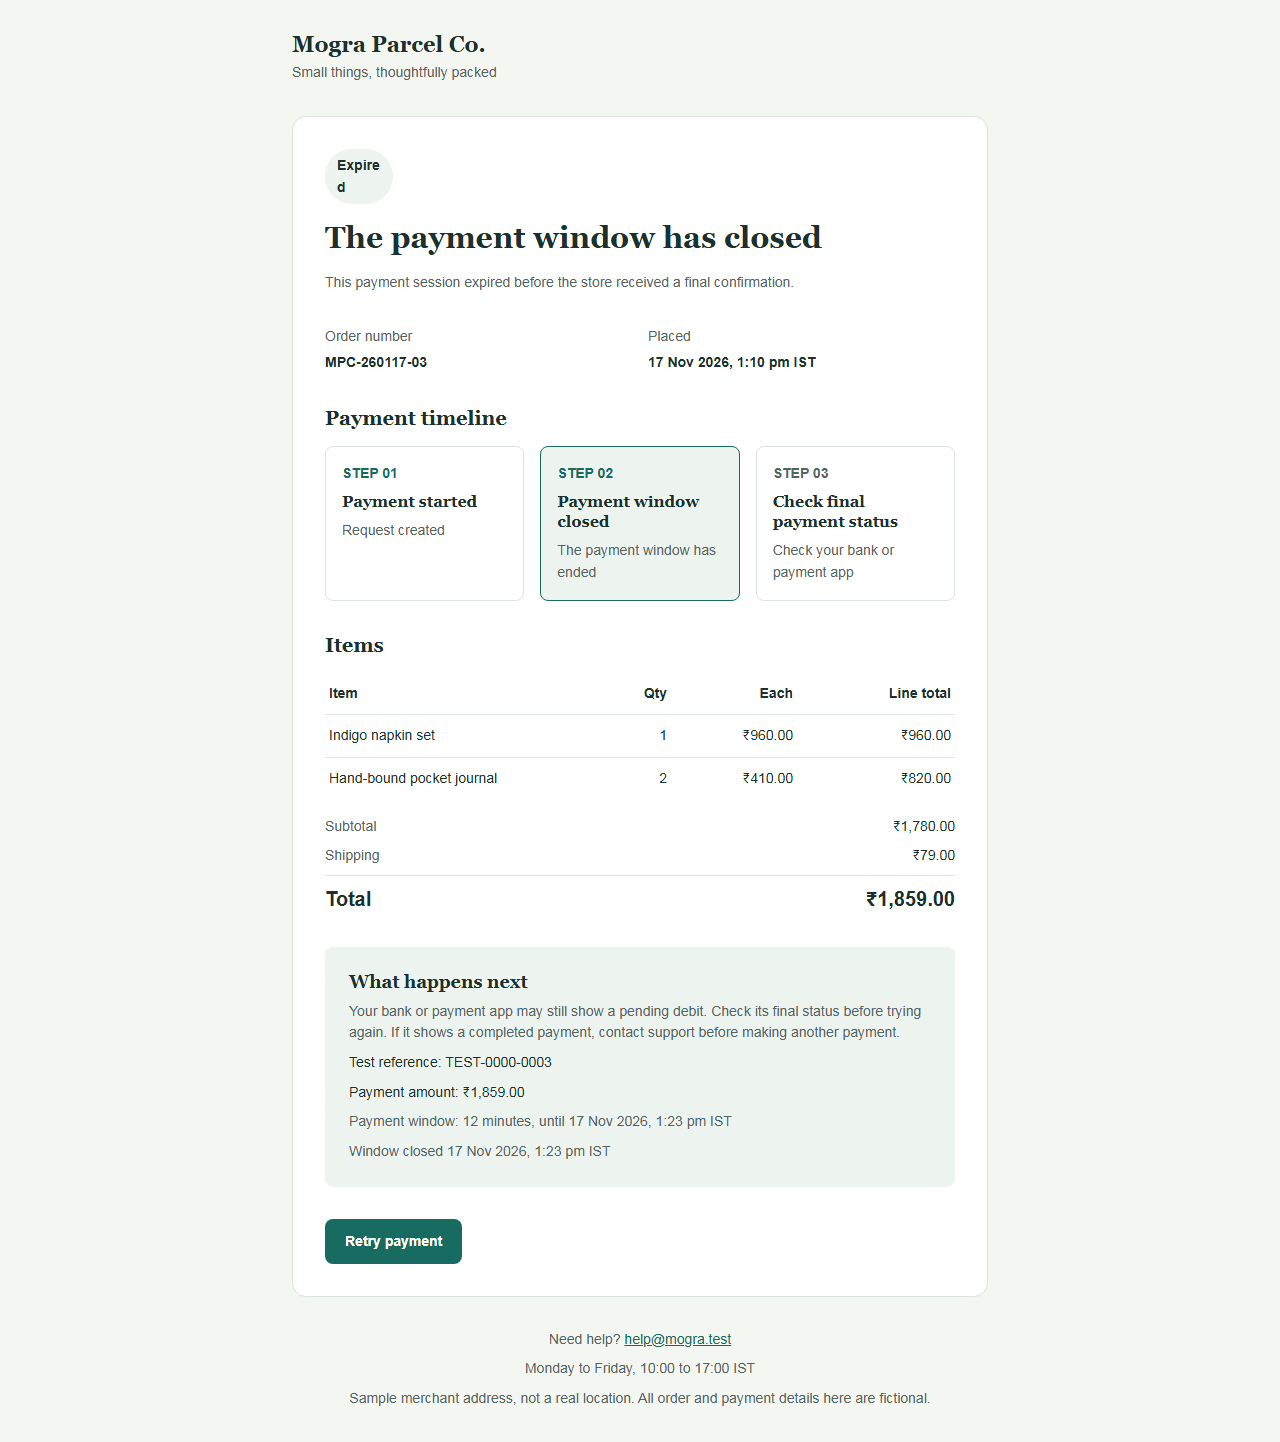 Mogra Parcel Co.
Small things, thoughtfully packed
Expire
d
The payment window has closed
This payment session expired before the store received a final confirmation.
Order number
MPC-260117-03
Placed
17 Nov 2026, 1:10 pm IST
Payment timeline
STEP 01
Payment started
Request created
STEP 02
Payment window
closed
The payment window has
ended
STEP 03
Check final
payment status
Check your bank or
payment app
Items
Item Qty Each Line total
Indigo napkin set 1 ₹960.00 ₹960.00
Hand-bound pocket journal 2 ₹410.00 ₹820.00
Subtotal ₹1,780.00
Shipping ₹79.00
Total ₹1,859.00
What happens next
Your bank or payment app may still show a pending debit. Check its final status before trying
again. If it shows a completed payment, contact support before making another payment.
Test reference: TEST-0000-0003
Payment amount: ₹1,859.00
Payment window: 12 minutes, until 17 Nov 2026, 1:23 pm IST
Window closed 17 Nov 2026, 1:23 pm IST
Retry payment
Need help? help@mogra.test
Monday to Friday, 10:00 to 17:00 IST
Sample merchant address, not a real location. All order and payment details here are fictional.